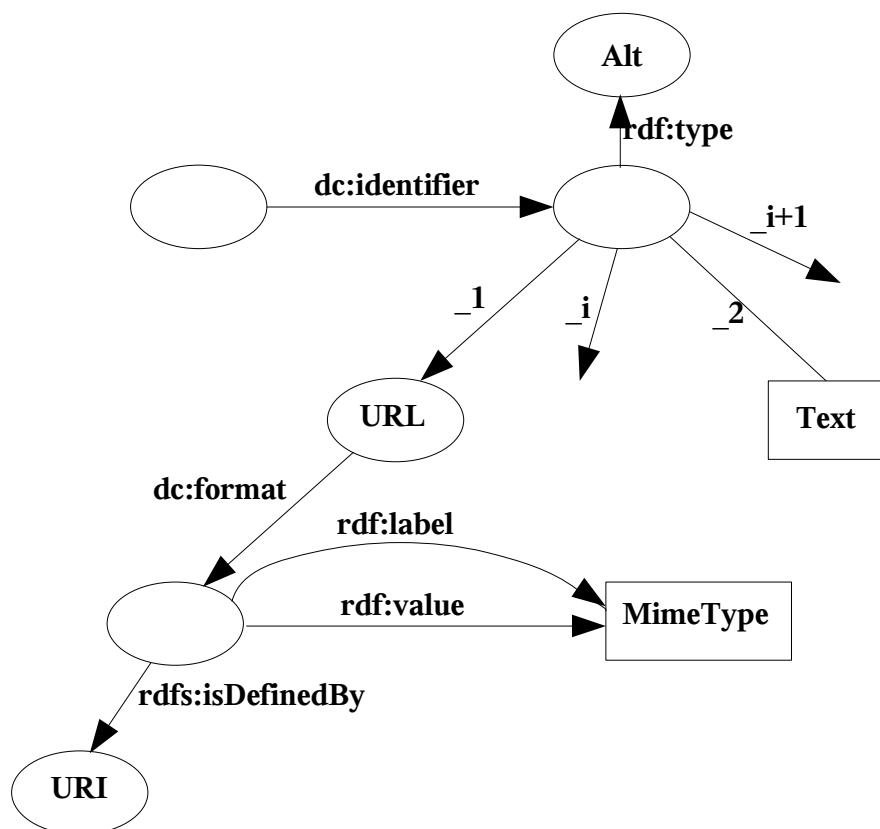 Alt
rdf:type
dc:identifier
_i+1
_1
_i
_2
URL
Text
dc:format
rdf:label
rdf:value
MimeType
rdfs:isDefinedBy
URI